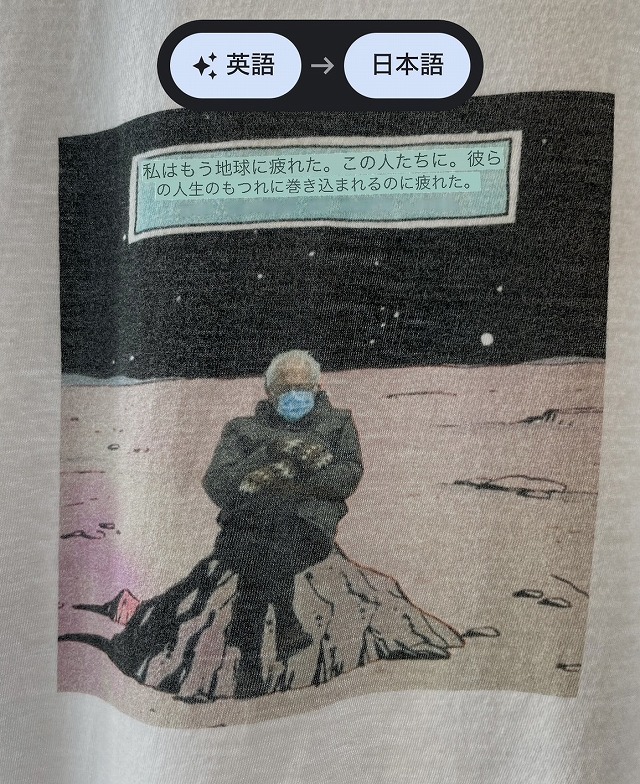 英語 → 日本語
私はもう地球に疲れた。この人たちに。彼ら
の人生のもつれに巻き込まれるのに疲れた。